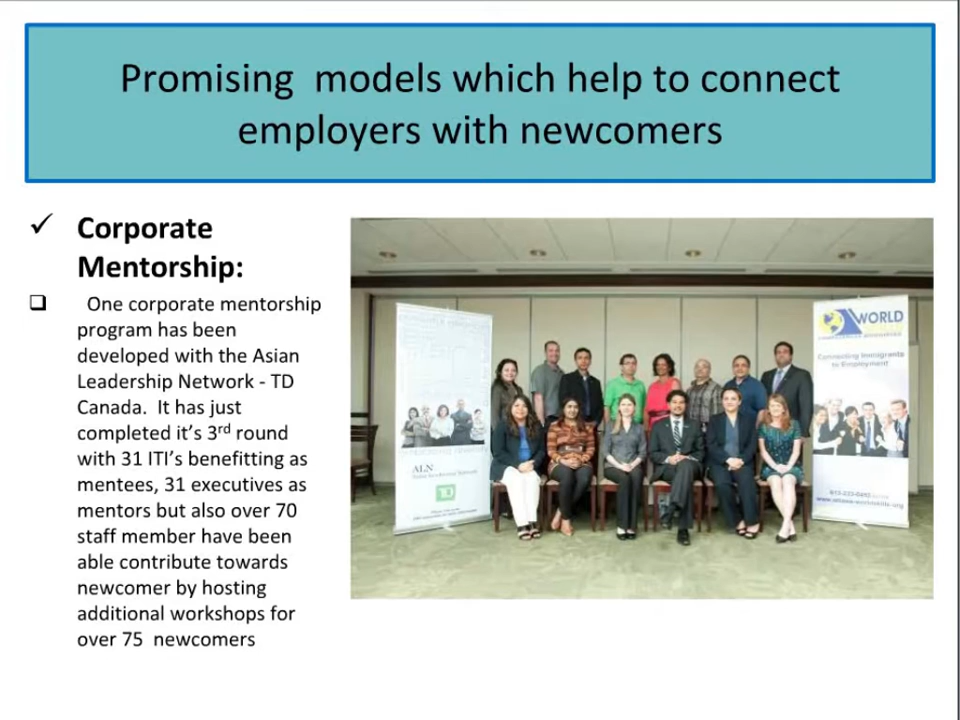 Promising models which help to connect
employers with newcomers
Corporate
Mentorship:
One corporate mentorship
program has been
developed with the Asian
Leadership Network - TD
Canada. It has just
completed it's 3rd round
with 31 ITI's benefitting as
mentees, 31 executives as
mentors but also over 70
staff member have been
able contribute towards
newcomer by hosting
additional workshops for
over 75 newcomers
ALN
TD
WORLD
Connecting Immigrants
to Employment